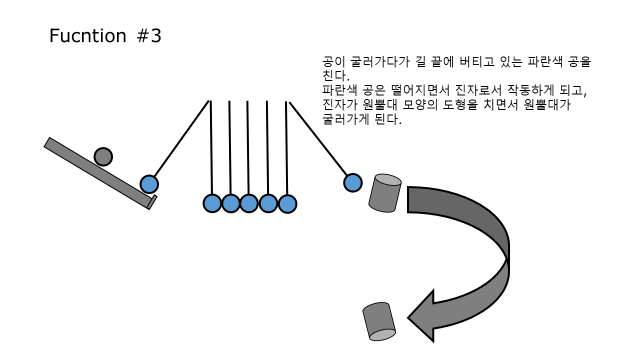 Fucntion #3
공이 굴러가다가 길 끝에 버티고 있는 파란색 공을
친다.
파란색 공은 떨어지면서 진자로서 작동하게 되고,
진자가 원뿔대 모양의 도형을 치면서 원뿔대가
굴러가게 된다.